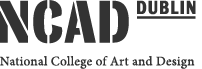 NCAD DUBLIN
National College of Art and Design